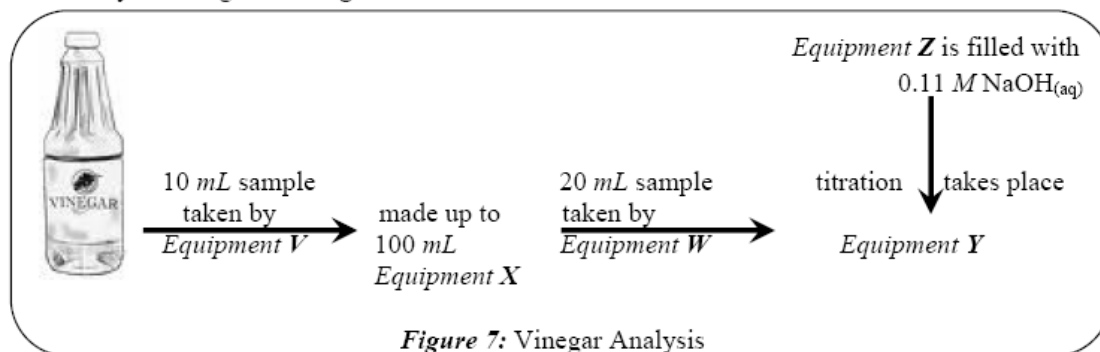 Equipment Z is filled with
0.11 M NaOH(aq)
VINEGAR
10 mL sample
taken by
Equipment V
made up to
100 mL
Equipment X
20 mL sample
taken by
Equipment W
titration takes place
Equipment Y
Figure 7: Vinegar Analysis